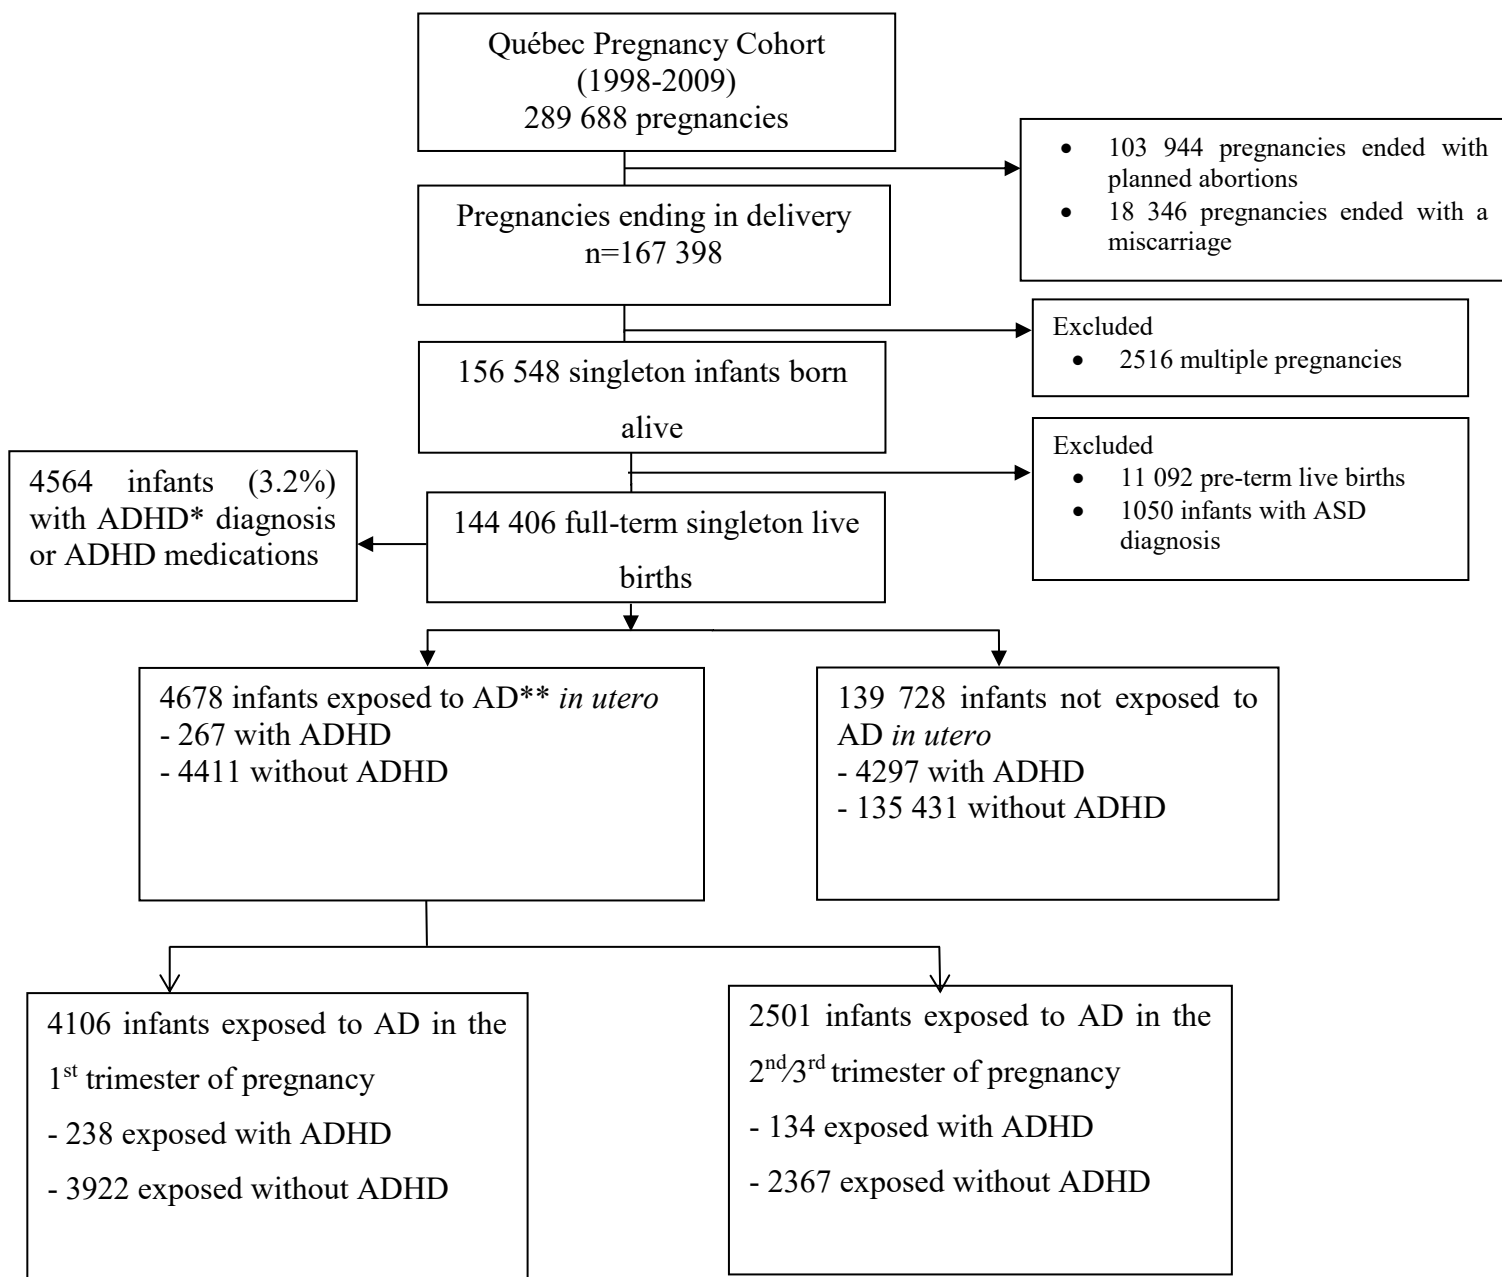 Québec Pregnancy Cohort
(1998-2009)
289 688 pregnancies
• 103 944 pregnancies ended with
planned abortions
• 18 346 pregnancies ended with a
miscarriage
Pregnancies ending in delivery
n=167 398
Excluded
• 2516 multiple pregnancies
156 548 singleton infants born
alive
Excluded
• 11 092 pre-term live births
• 1050 infants with ASD
diagnosis
4564 infants (3.2%)
with ADHD* diagnosis
or ADHD medications
144 406 full-term singleton live
births
4678 infants exposed to AD** in utero
- 267 with ADHD
- 4411 without ADHD
139 728 infants not exposed to
AD in utero
- 4297 with ADHD
- 135 431 without ADHD
4106 infants exposed to AD in the
1st trimester of pregnancy
- 238 exposed with ADHD
- 3922 exposed without ADHD
2501 infants exposed to AD in the
2nd/3rd trimester of pregnancy
- 134 exposed with ADHD
- 2367 exposed without ADHD